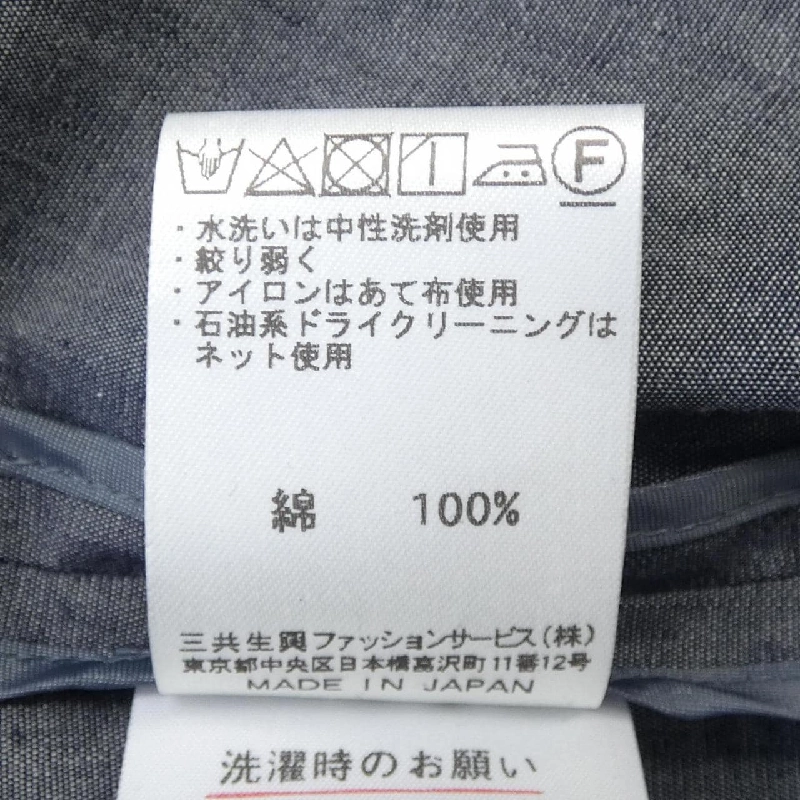 F
・水洗いは中性洗剤使用
・絞り弱く
・アイロンはあて布使用
・石油系ドライクリーニングは
ネット使用
綿 100%
三共生興ファッションサービス(株)
東京都中央区日本橋富沢町11番12号
MADE IN JAPAN
洗濯時のお願い